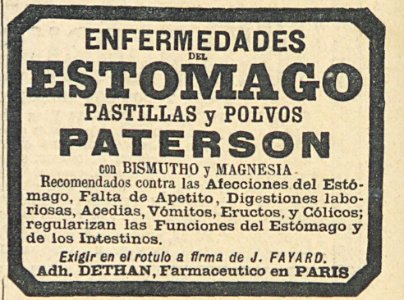 ENFERMEDADES
DEL
ESTOMAGO
PASTILLAS y POLVOS
PATERSON
con BISMUTHO y MAGNESIA
Recomendados contra las Afecciones del Estó-
mago, Falta de Apetito, Digestiones labo-
riosas, Acedias, Vómitos, Eructos, y Cólicos;
regularizan las Funciones del Estómago y
de los Intestinos.
Exigir en el rotulo a firma de J. FAYARD.
Adh. DETHAN, Farmaceutico en PARIS